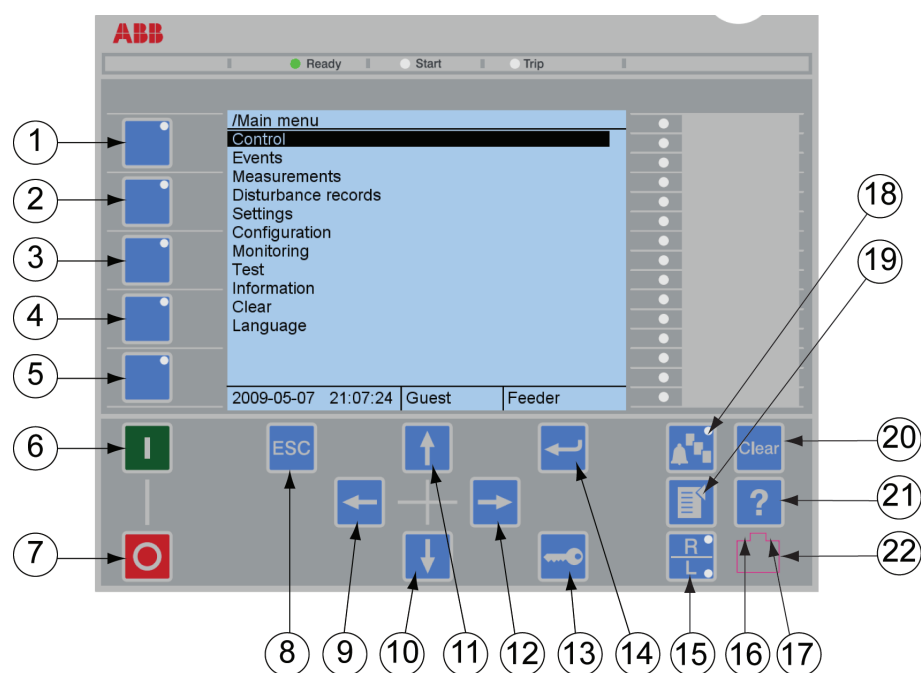 ABB
Ready Start Trip
/Main menu
Control
Events
Measurements
Disturbance records
Settings
Configuration
Monitoring
Test
Information
Clear
Language
2009-05-07 21:07:24 Guest Feeder
1
2
3
4
5
6
7
I
O
ESC
Clear
?
R
L
18
19
20
21
22
8
9
10
11
12
13
14
15
16
17